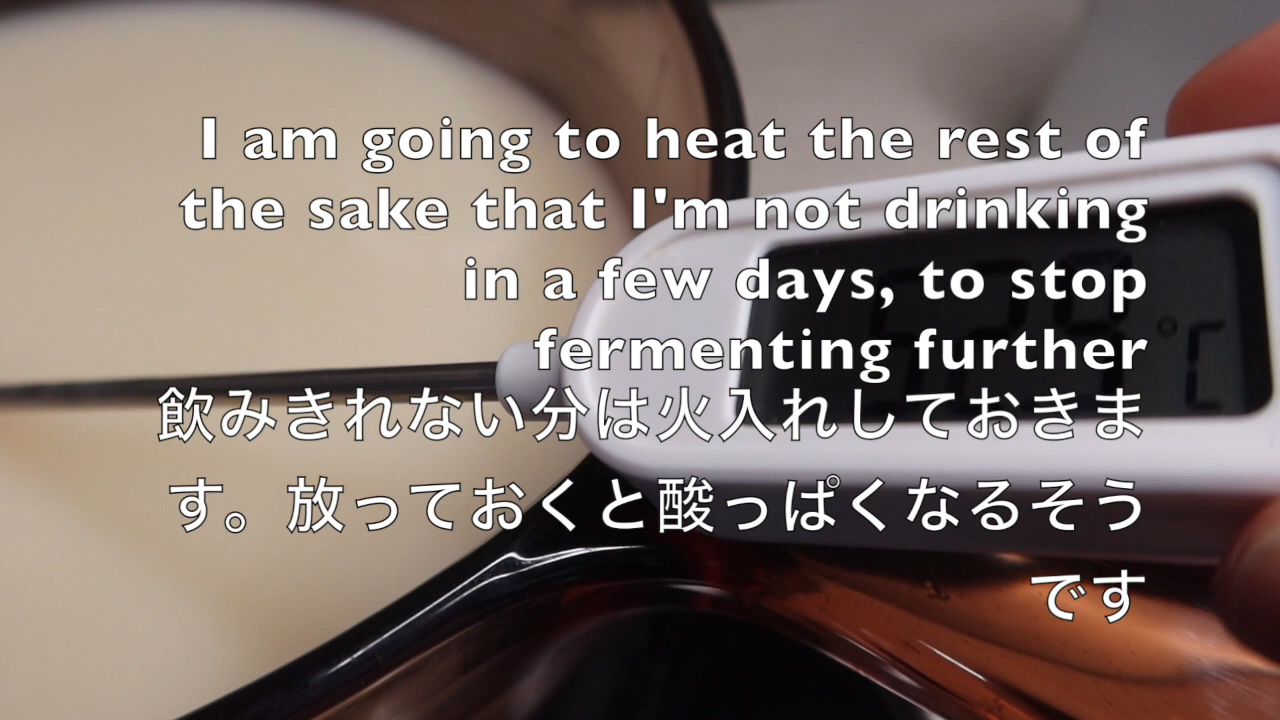 I am going to heat the rest of
the sake that I'm not drinking
in a few days, to stop
fermenting further
飲みきれない分は火入れしておきま
す。放っておくと酸っぱくなるそう
です
°C